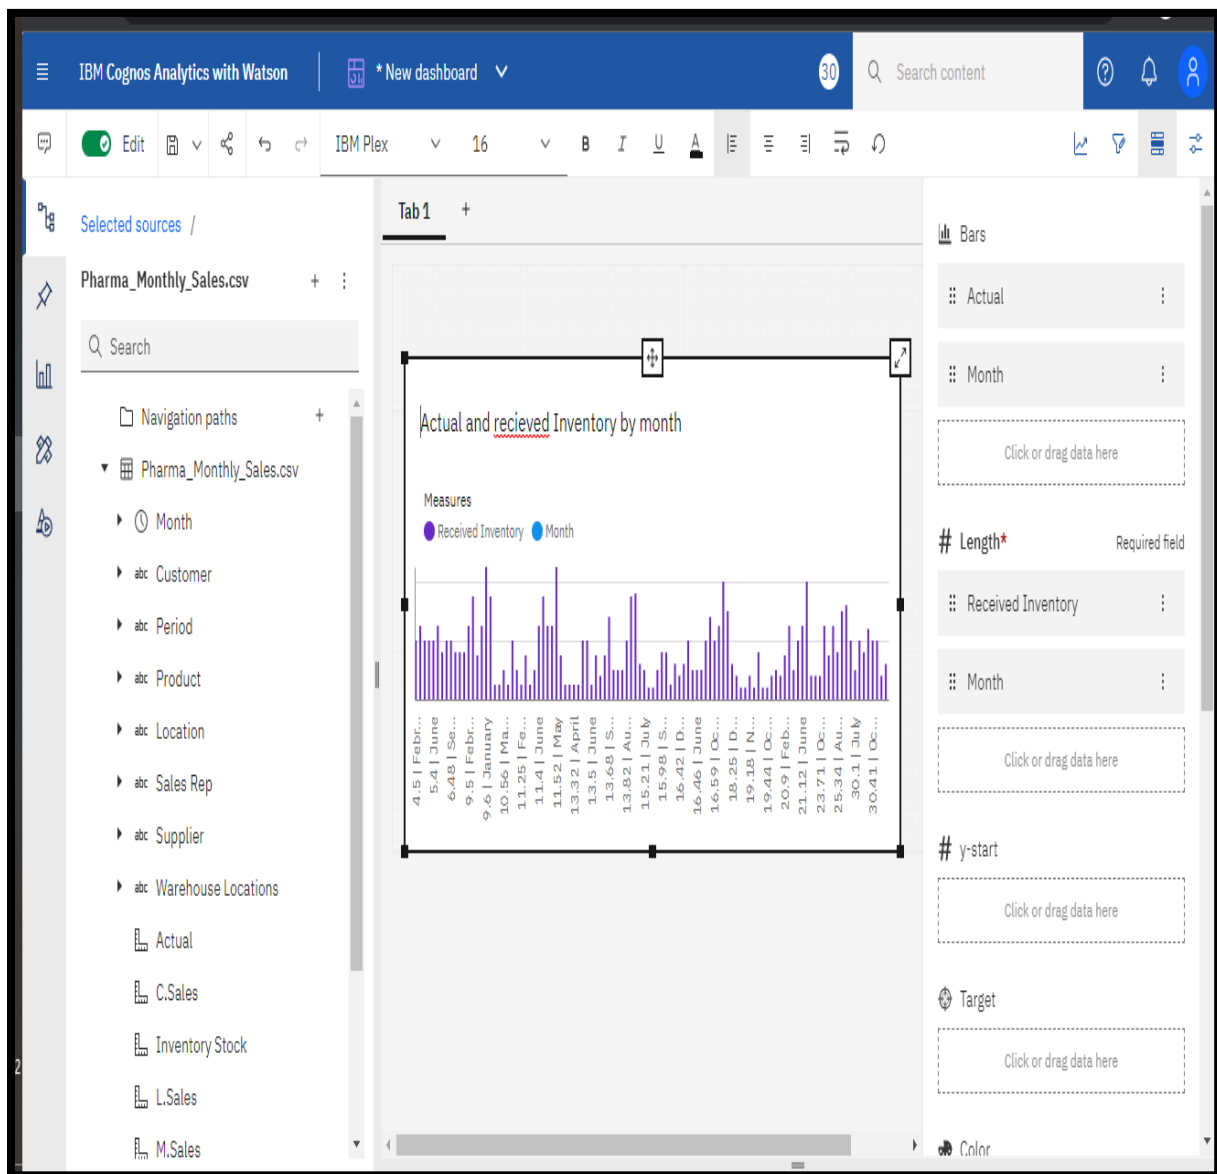 IBM Cognos Analytics with Watson
* New dashboard
30
Search content
Edit
IBM Plex
16
B I U A
Selected sources /
Pharma_Monthly_Sales.csv
Search
Navigation paths
Pharma_Monthly_Sales.csv
Month
abc Customer
abc Period
abc Product
abc Location
abc Sales Rep
abc Supplier
abc Warehouse Locations
Actual
C.Sales
Inventory Stock
L.Sales
M.Sales
Tab 1 +
Actual and recieved Inventory by month
Measures
Received Inventory
Month
4.5 | Febr...
5.4 | June
6.48 | Se...
9.5 | Febr...
9.6 | January
10.56 | Ma...
11.25 | Fe...
11.4 | June
11.52 | May
13.32 | April
13.5 | June
13.68 | S...
13.82 | Au...
15.21 | July
15.98 | S...
16.42 | D...
16.46 | June
16.59 | Oc...
18.25 | D...
19.18 | N...
19.44 | Oc...
20.9 | Feb...
21.12 | June
23.71 | Oc...
25.34 | Au...
30.1 | July
30.41 | Oc...
Bars
Actual
Month
Click or drag data here
# Length* Required field
Received Inventory
Month
Click or drag data here
# y-start
Click or drag data here
Target
Click or drag data here
Color
2